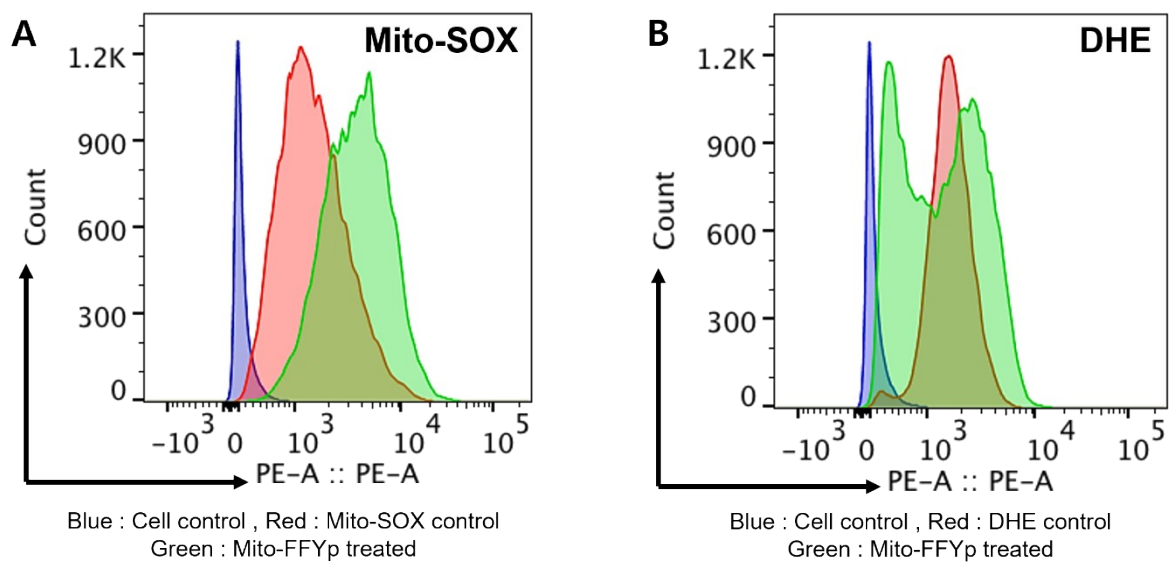 A
Mito-SOX
1.2K
900
600
300
0
Count
-10^3 0 10^3 10^4 10^5
PE-A :: PE-A
Blue : Cell control , Red : Mito-SOX control
Green : Mito-FFYp treated
B
DHE
1.2K
900
600
300
0
Count
-10^3 0 10^3 10^4 10^5
PE-A :: PE-A
Blue : Cell control , Red : DHE control
Green : Mito-FFYp treated